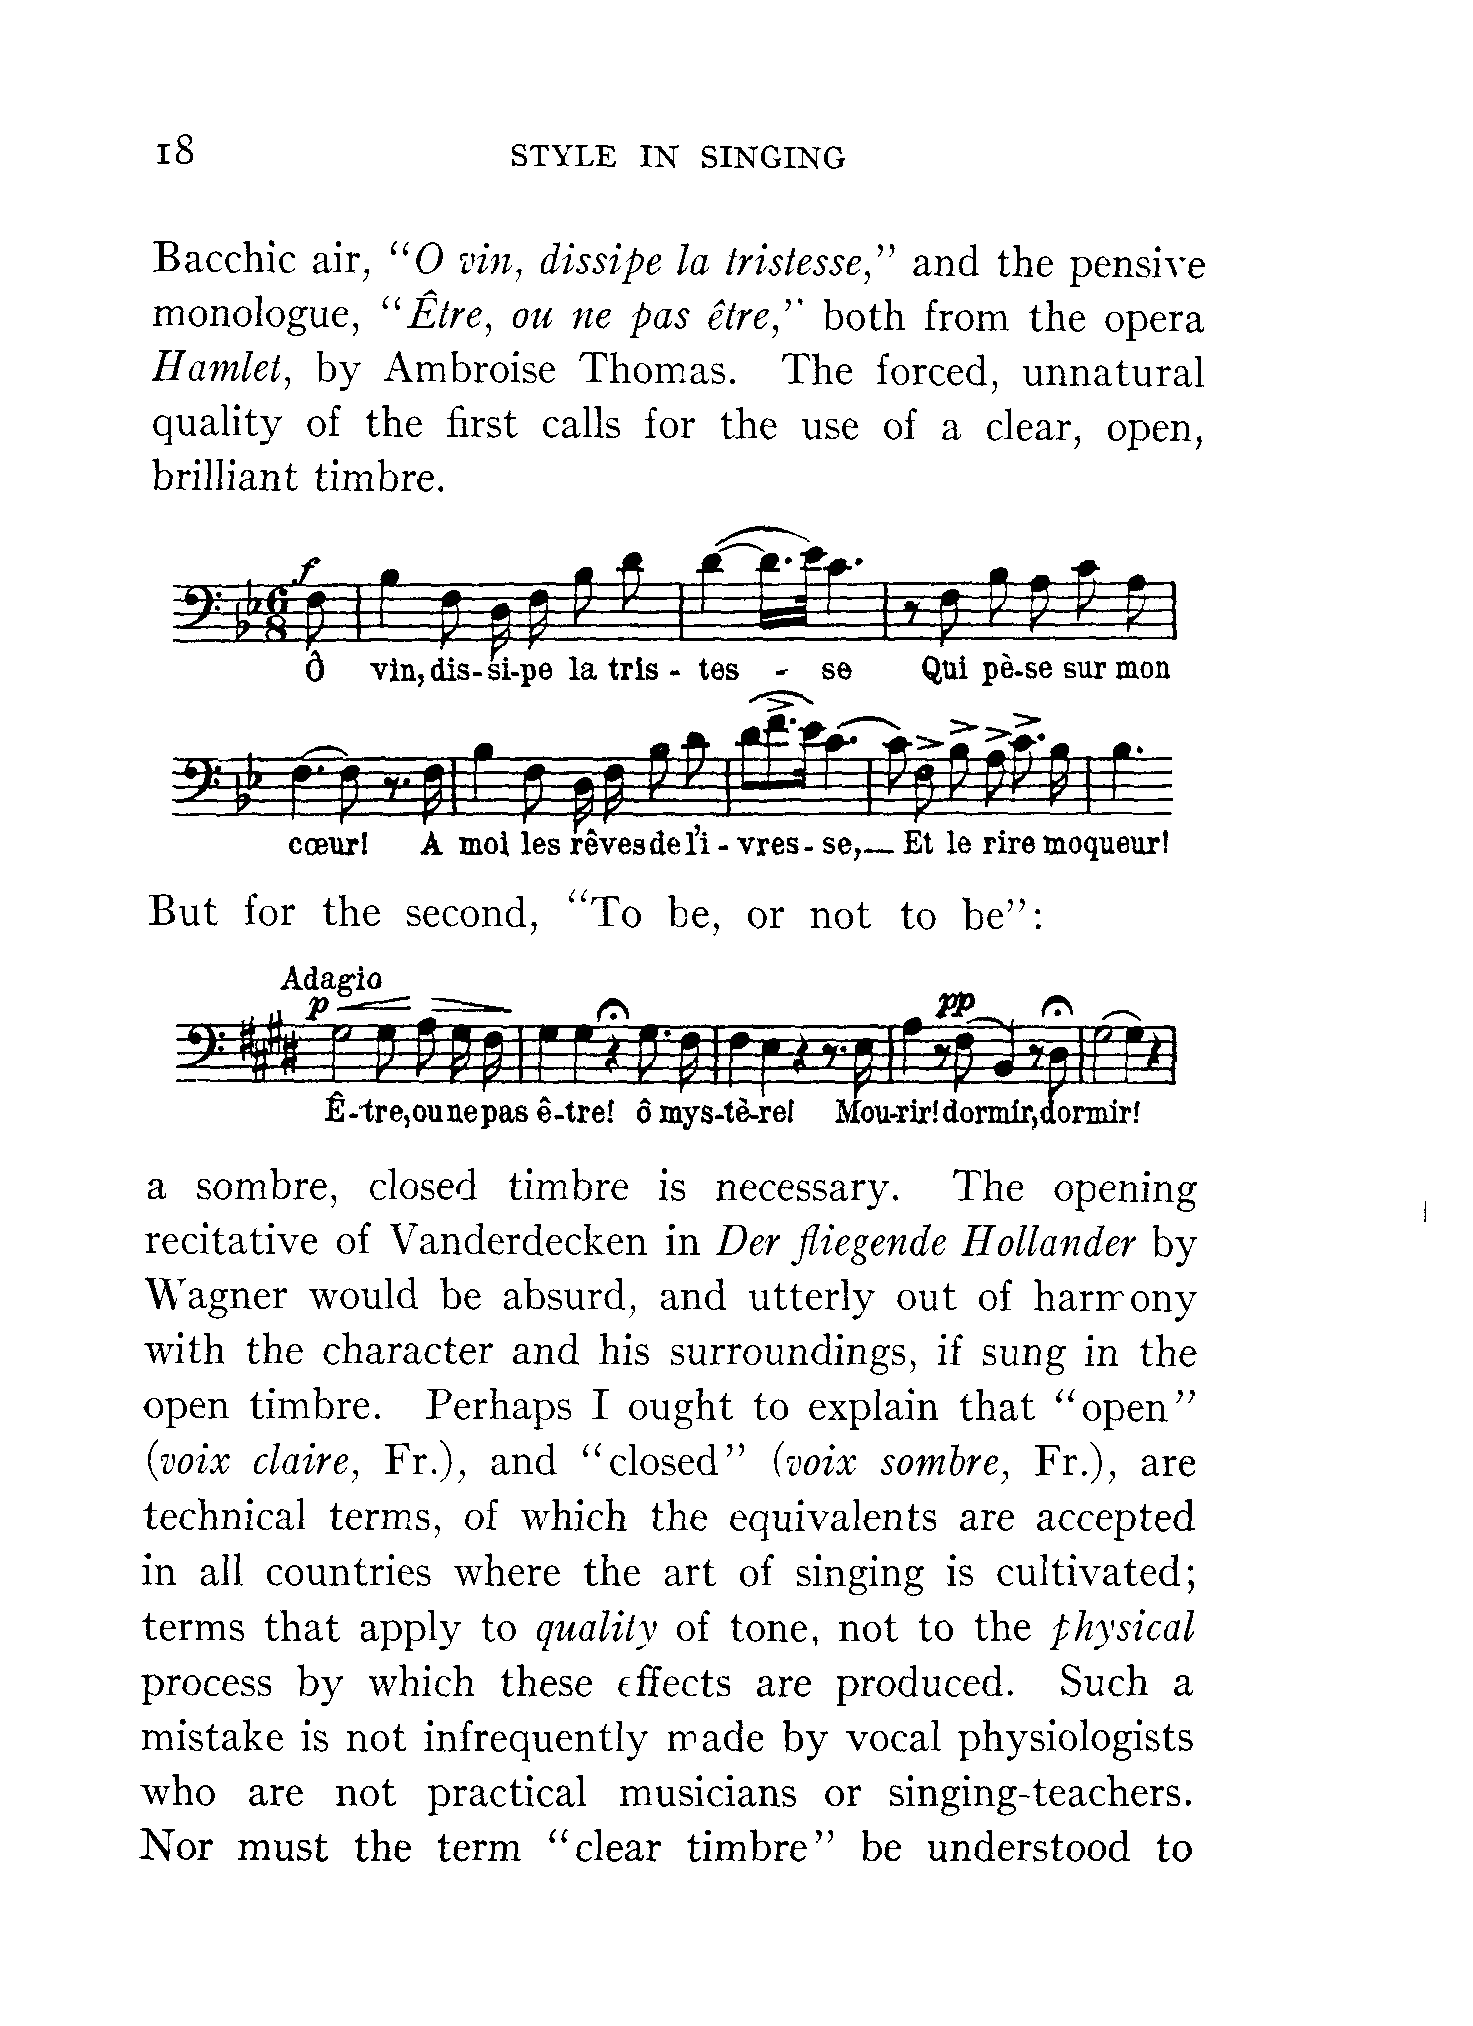 18 STYLE IN SINGING
Bacchic air, "O vin, dissipe la tristesse," and the pensive
monologue, "Être, ou ne pas être," both from the opera
Hamlet, by Ambroise Thomas. The forced, unnatural
quality of the first calls for the use of a clear, open,
brilliant timbre.
f
Ô vin, dis-si-pe la tris - tes - se Qui pè-se sur mon
cœur! A moi les rêves de l'i - vres - se,— Et le rire moqueur!
But for the second, "To be, or not to be":
Adagio
p pp
Ê-tre, ou ne pas ê-tre! ô mys-tè-re! Mou-rir! dormir, dormir!
a sombre, closed timbre is necessary. The opening
recitative of Vanderdecken in Der fliegende Hollander by
Wagner would be absurd, and utterly out of harmony
with the character and his surroundings, if sung in the
open timbre. Perhaps I ought to explain that "open"
(voix claire, Fr.), and "closed" (voix sombre, Fr.), are
technical terms, of which the equivalents are accepted
in all countries where the art of singing is cultivated;
terms that apply to quality of tone, not to the physical
process by which these effects are produced. Such a
mistake is not infrequently made by vocal physiologists
who are not practical musicians or singing-teachers.
Nor must the term "clear timbre" be understood to